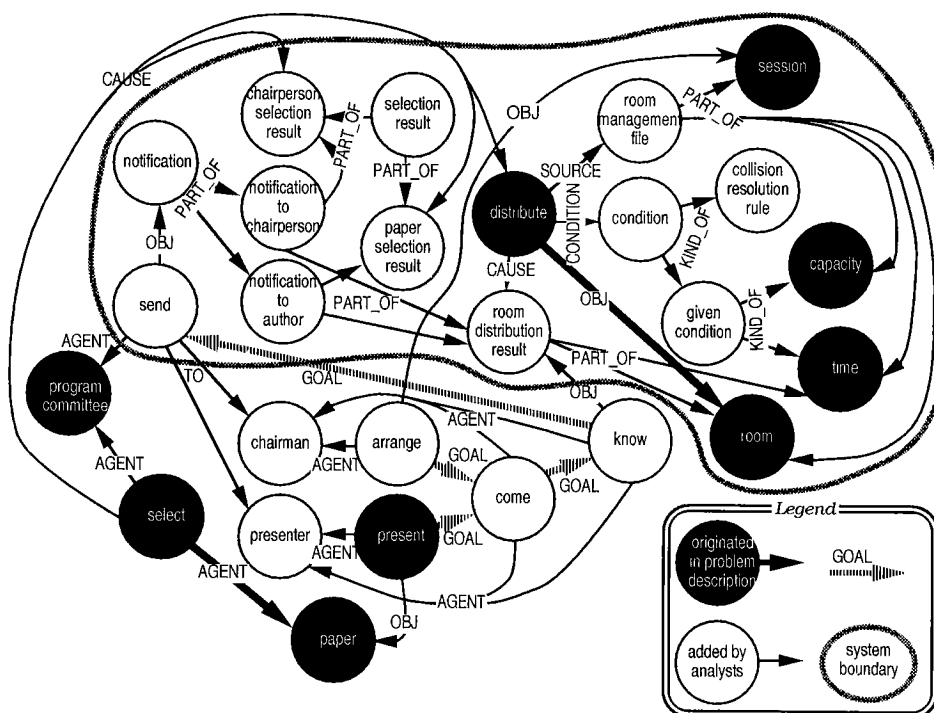 CAUSE
chairperson
selection
result
selection
result
PART_OF
PART_OF
notification
PART_OF
notification
to
chairperson
paper
selection
result
OBJ
send
notification
to
author
PART_OF
AGENT
TO
program
committee
GOAL
session
OBJ
room
management
file
PART_OF
SOURCE
distribute
CONDITION
condition
collision
resolution
rule
KIND_OF
CAUSE
OBJ
capacity
given
condition
KIND_OF
room
distribution
result
PART_OF
time
OBJ
room
know
AGENT
chairman
AGENT
arrange
GOAL
GOAL
come
AGENT
select
presenter
AGENT
present
GOAL
AGENT
AGENT
OBJ
paper
Legend
originated
in problem
description
GOAL
added by
analysts
system
boundary